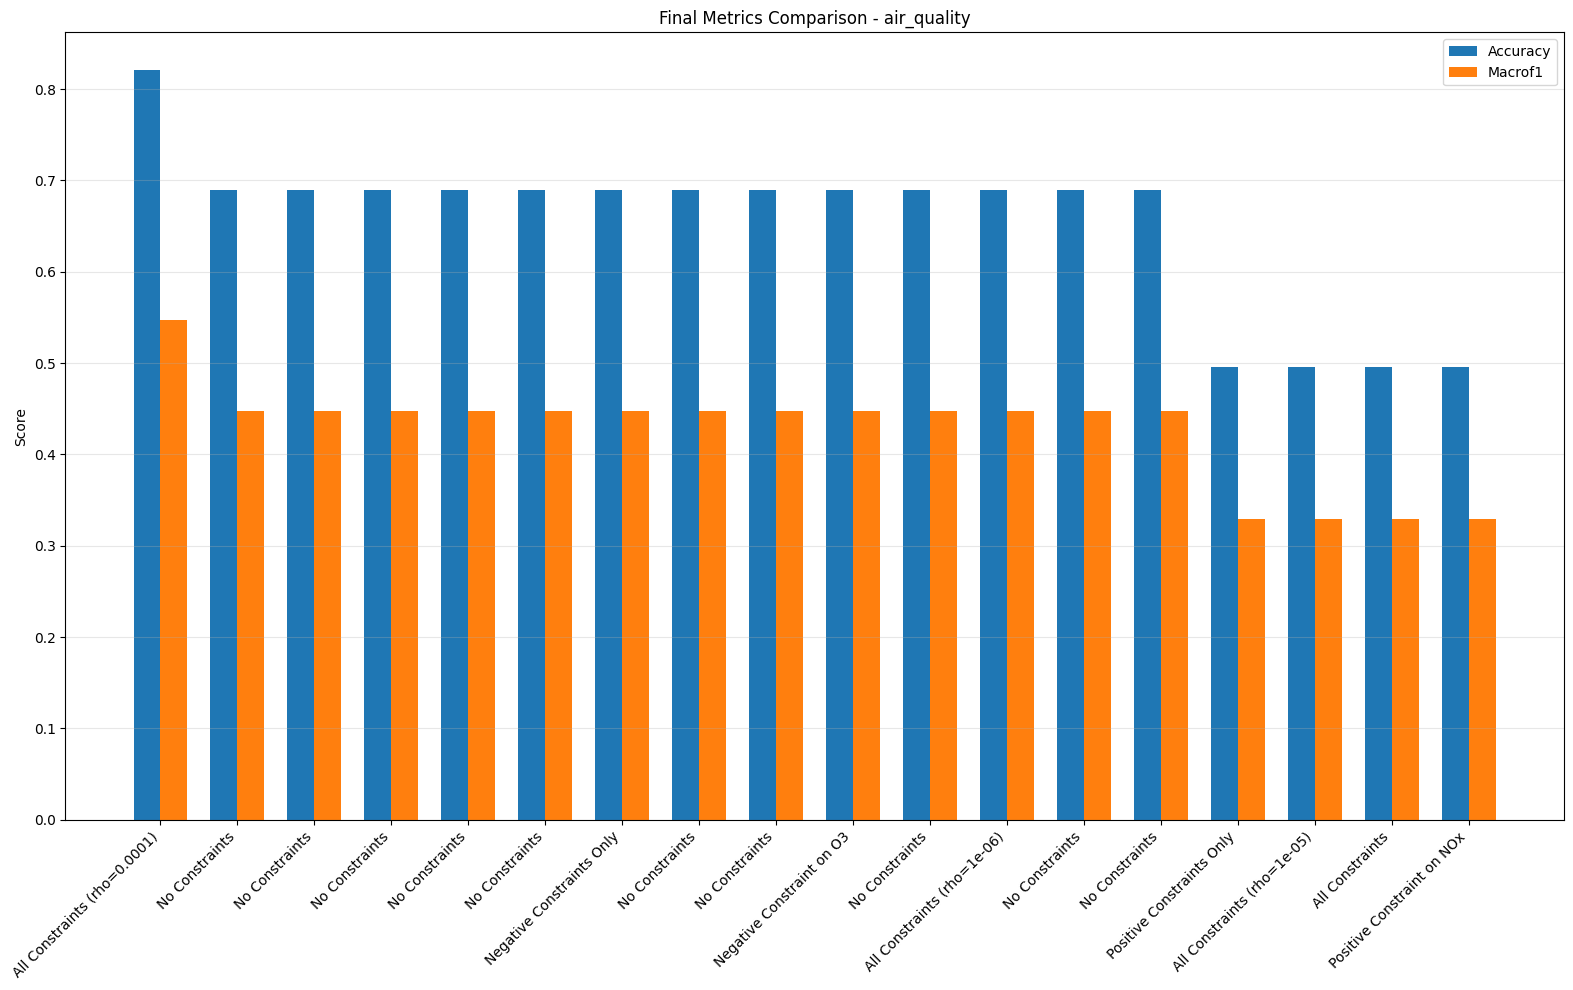 Final Metrics Comparison - air_quality
Accuracy
Macrof1
Score
0.8
0.7
0.6
0.5
0.4
0.3
0.2
0.1
0.0
All Constraints (rho=0.0001)
No Constraints
No Constraints
No Constraints
No Constraints
No Constraints
Negative Constraints Only
No Constraints
No Constraints
Negative Constraint on O3
No Constraints
All Constraints (rho=1e-06)
No Constraints
No Constraints
Positive Constraints Only
All Constraints (rho=1e-05)
All Constraints
Positive Constraint on NOx